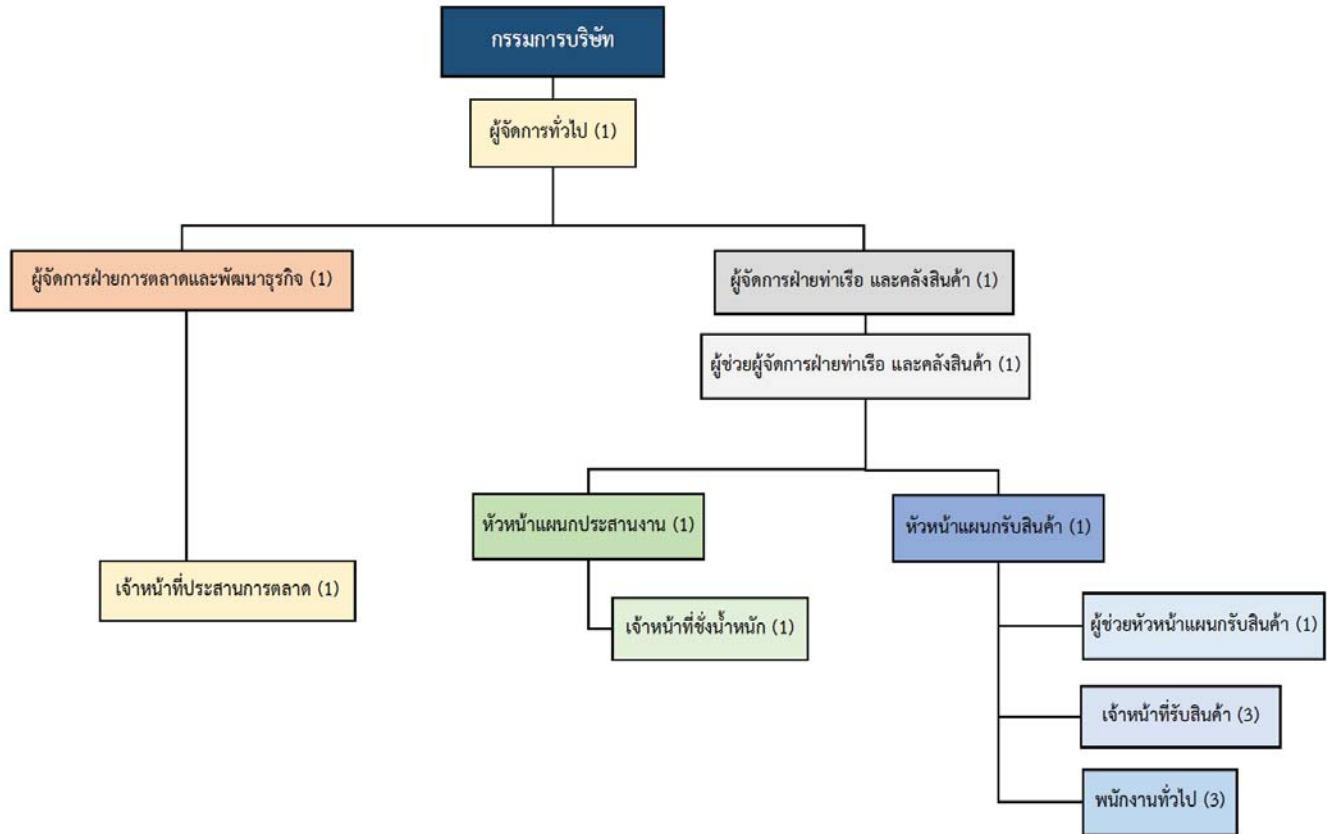 กรรมการบริษัท
ผู้จัดการทั่วไป (1)
ผู้จัดการฝ่ายการตลาดและพัฒนาธุรกิจ (1)
ผู้จัดการฝ่ายท่าเรือ และคลังสินค้า (1)
ผู้ช่วยผู้จัดการฝ่ายท่าเรือ และคลังสินค้า (1)
หัวหน้าแผนกประสานงาน (1)
หัวหน้าแผนกรับสินค้า (1)
เจ้าหน้าที่ประสานการตลาด (1)
เจ้าหน้าที่ชั่งน้ำหนัก (1)
ผู้ช่วยหัวหน้าแผนกรับสินค้า (1)
เจ้าหน้าที่รับสินค้า (3)
พนักงานทั่วไป (3)